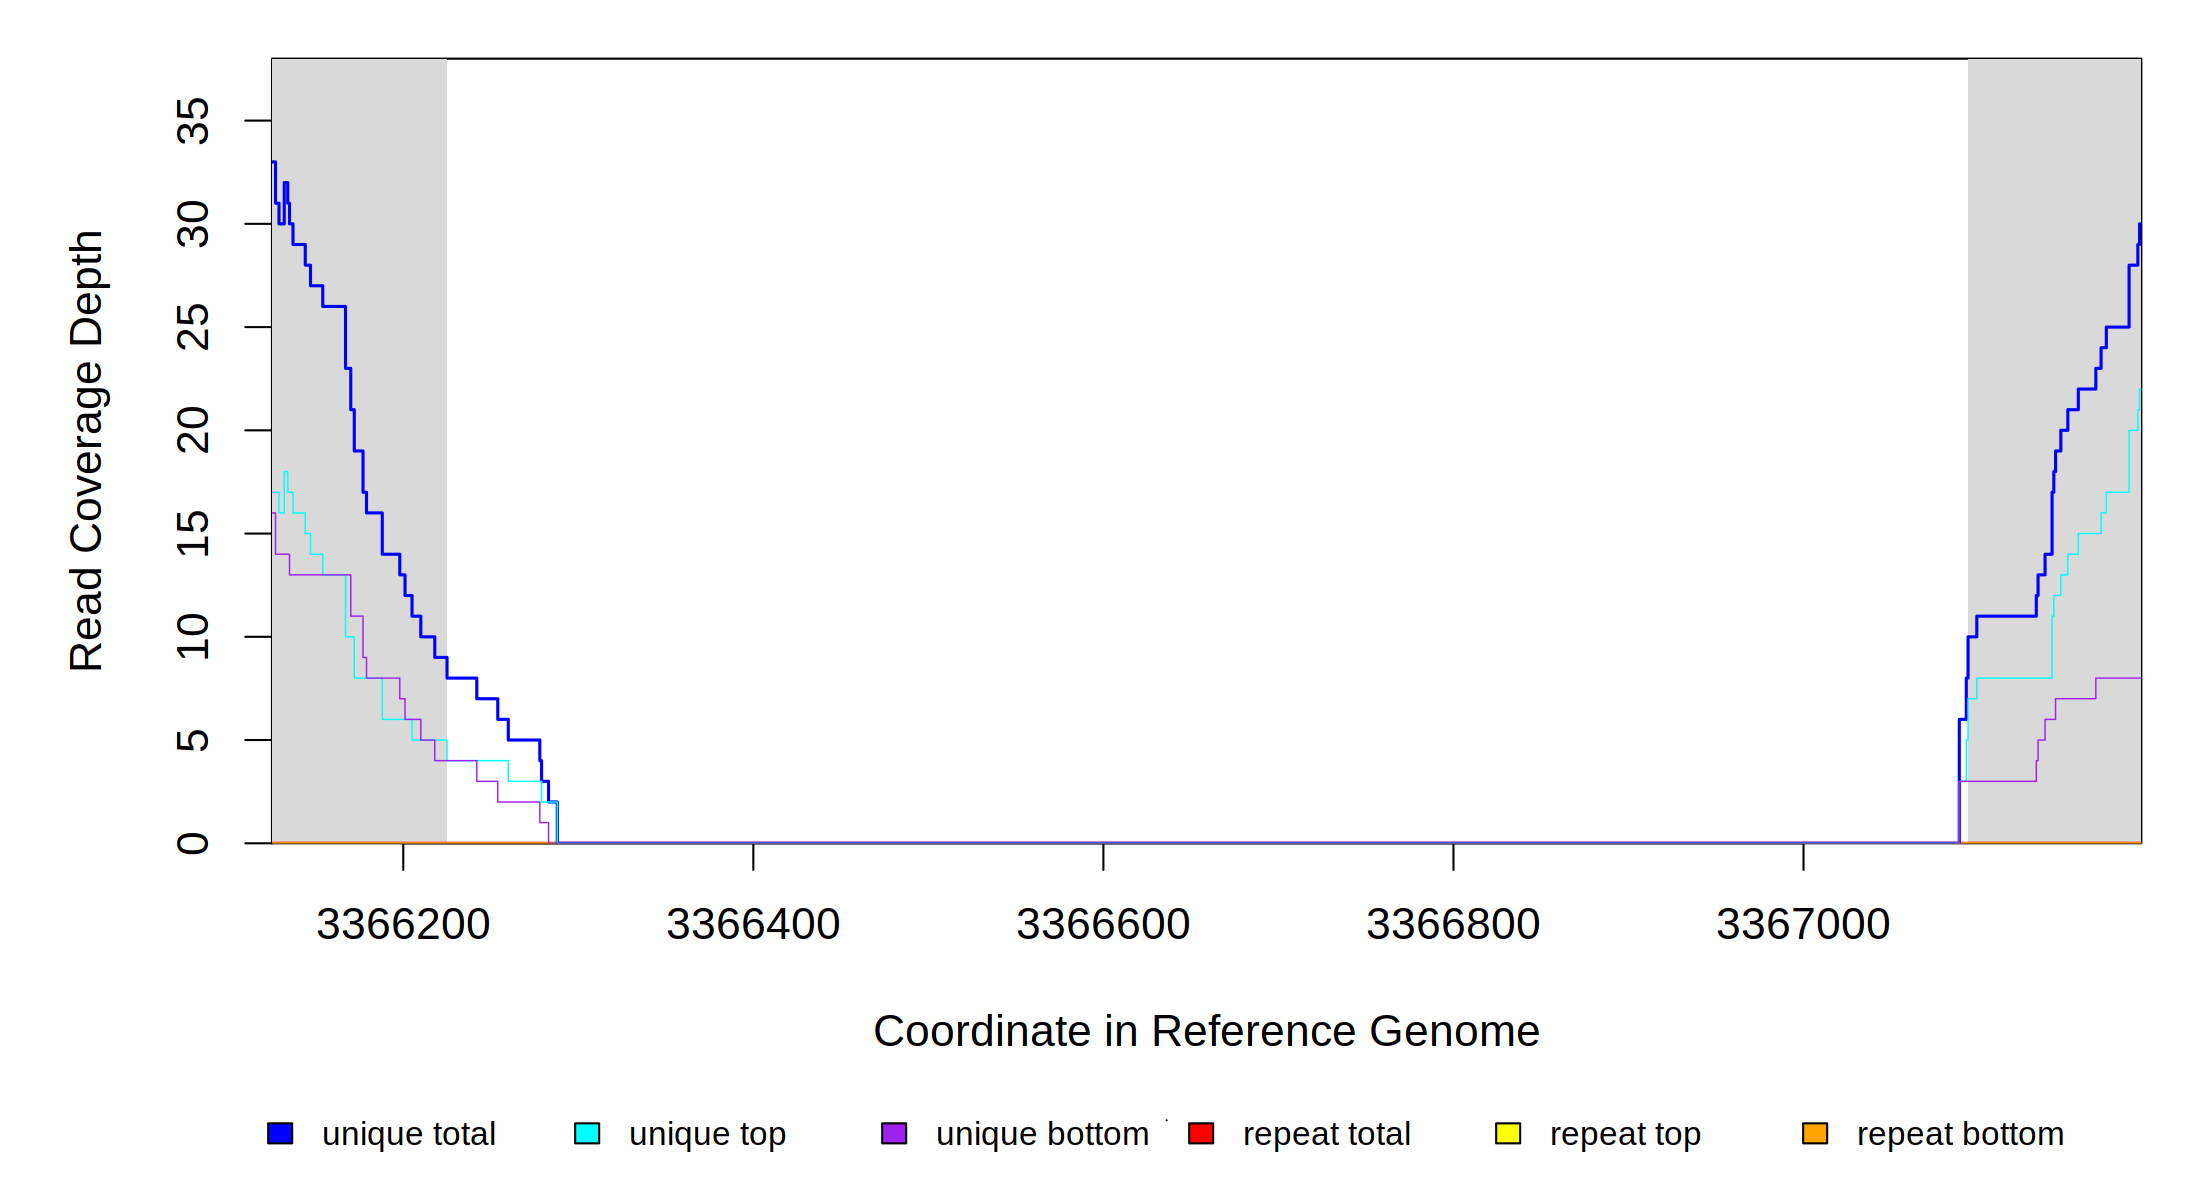 Read Coverage Depth
35
30
25
20
15
10
5
0
3366200 3366400 3366600 3366800 3367000
Coordinate in Reference Genome
unique total unique top unique bottom repeat total repeat top repeat bottom